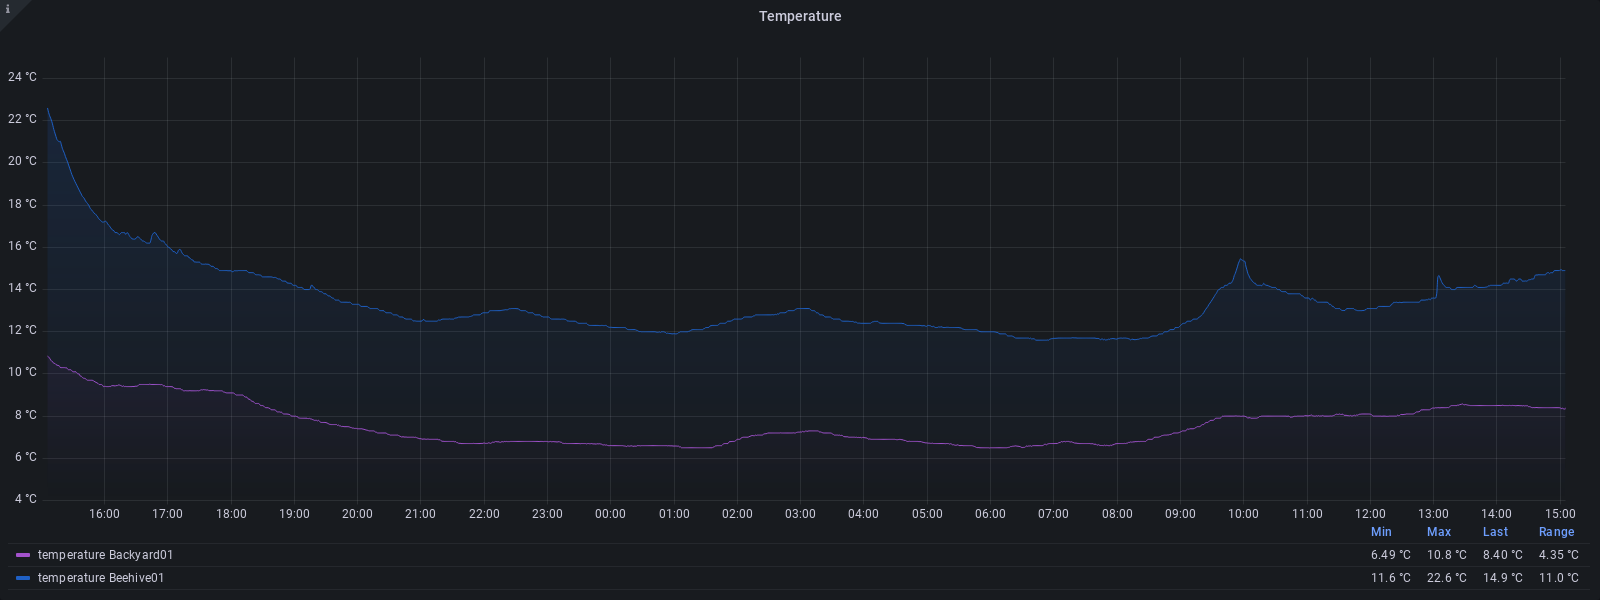 i
Temperature
24 °C
22 °C
20 °C
18 °C
16 °C
14 °C
12 °C
10 °C
8 °C
6 °C
4 °C
16:00 17:00 18:00 19:00 20:00 21:00 22:00 23:00 00:00 01:00 02:00 03:00 04:00 05:00 06:00 07:00 08:00 09:00 10:00 11:00 12:00 13:00 14:00 15:00
Min Max Last Range
temperature Backyard01 6.49 °C 10.8 °C 8.40 °C 4.35 °C
temperature Beehive01 11.6 °C 22.6 °C 14.9 °C 11.0 °C